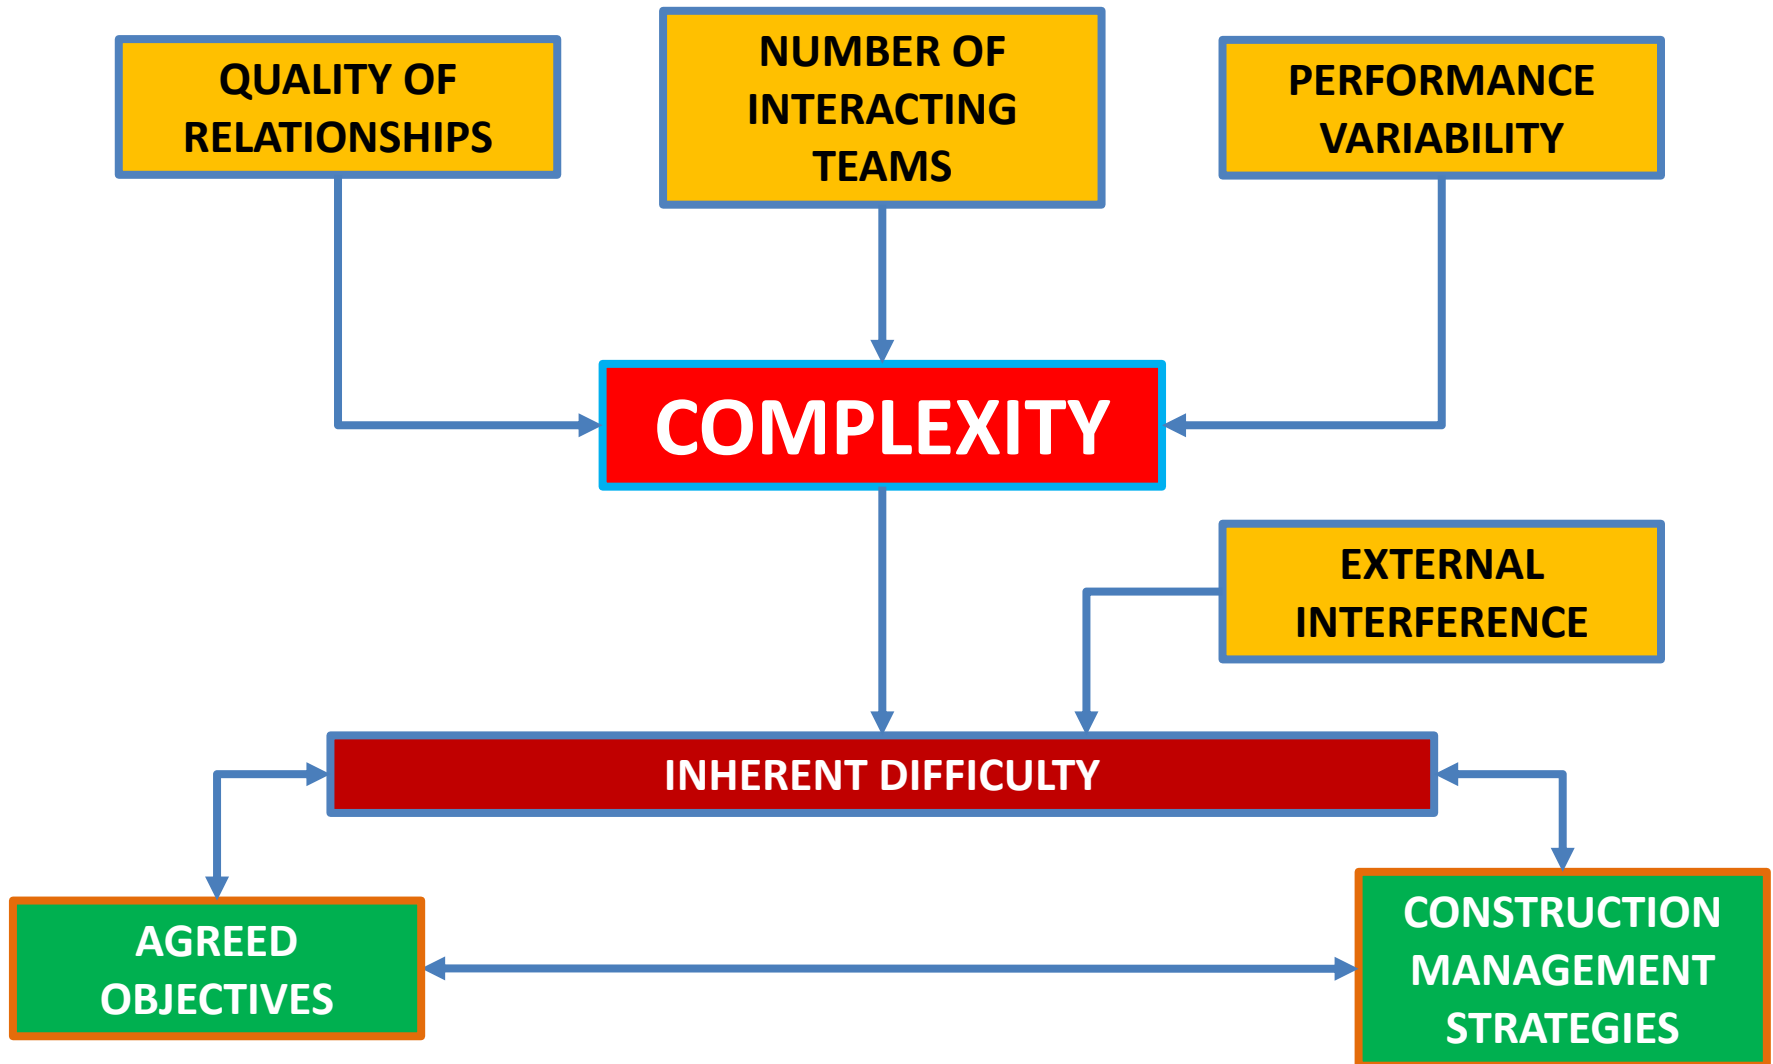 QUALITY OF
RELATIONSHIPS
NUMBER OF
INTERACTING
TEAMS
PERFORMANCE
VARIABILITY
COMPLEXITY
EXTERNAL
INTERFERENCE
INHERENT DIFFICULTY
AGREED
OBJECTIVES
CONSTRUCTION
MANAGEMENT
STRATEGIES